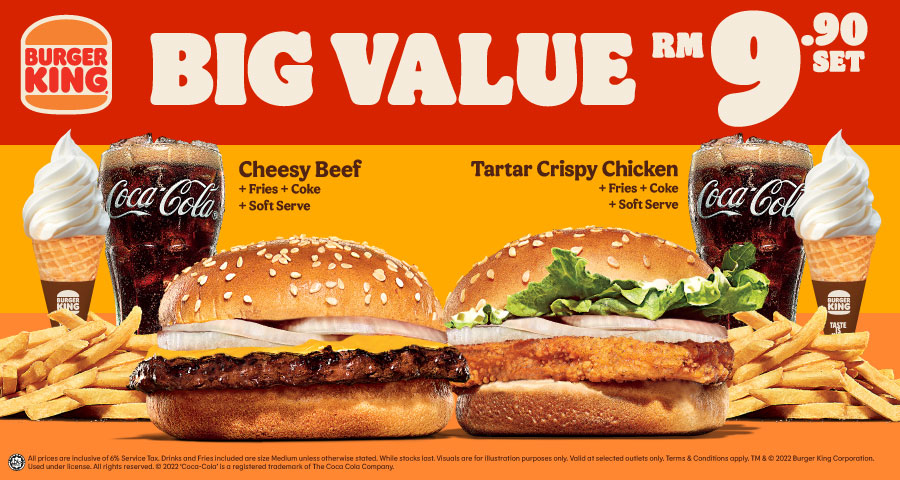 BURGER
KING
BIG VALUE RM 9.90
SET
Cheesy Beef
+ Fries + Coke
+ Soft Serve
Tartar Crispy Chicken
+ Fries + Coke
+ Soft Serve
Coca-Cola
Coca-Col
BURGER
KING
BURGER
KING
TASTE
IS
All prices are inclusive of 6% Service Tax. Drinks and Fries included are size Medium unless otherwise stated. While stocks last. Visuals are for illustration purposes only. Valid at selected outlets only. Terms & Conditions apply. TM & © 2022 Burger King Corporation.
Used under license. All rights reserved. © 2022 'Coca-Cola' is a registered trademark of The Coca Cola Company.